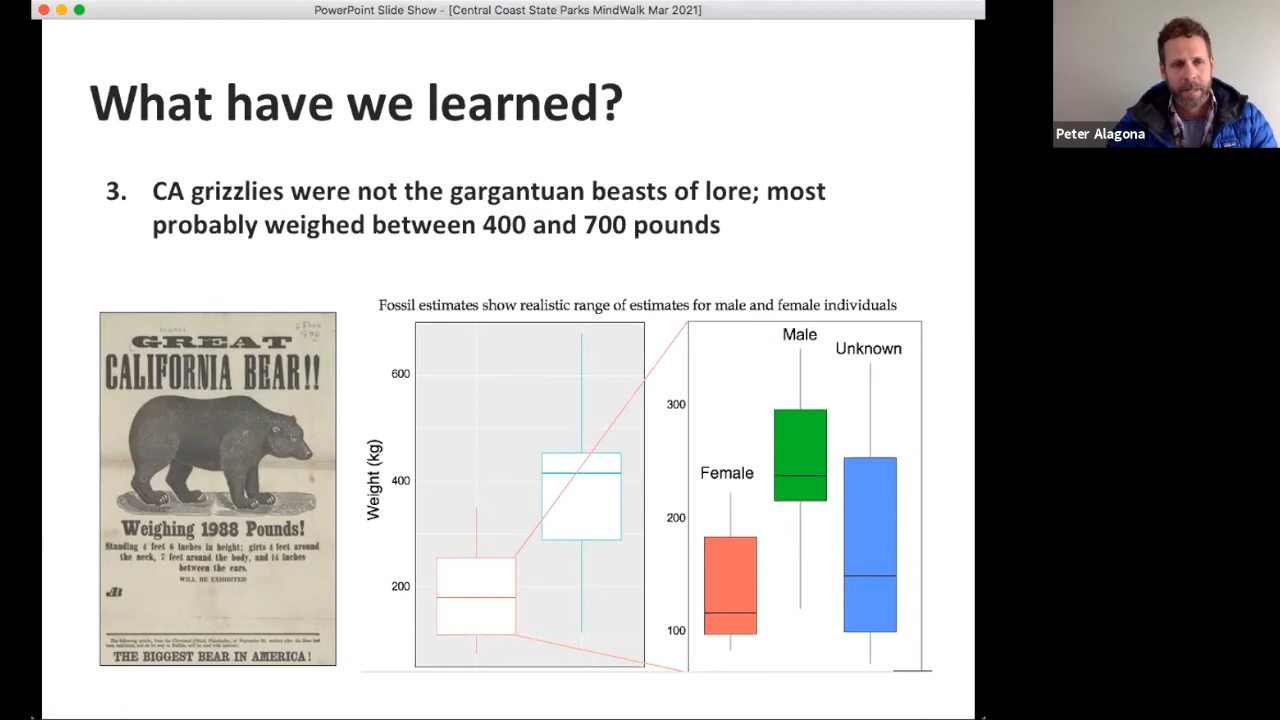 PowerPoint Slide Show - [Central Coast State Parks MindWalk Mar 2021]
Peter Alagona
What have we learned?
3. CA grizzlies were not the gargantuan beasts of lore; most
probably weighed between 400 and 700 pounds
GREAT
CALIFORNIA BEAR!!
Weighing 1988 Pounds!
Standing 4 feet 6 inches in height; girts 4 feet around
the neck, 7 feet around the body, and 14 inches
between the ears.
WILL BE EXHIBITED
At
THE BIGGEST BEAR IN AMERICA!
Fossil estimates show realistic range of estimates for male and female individuals
Weight (kg)
600
400
200
300
200
100
Female
Male
Unknown